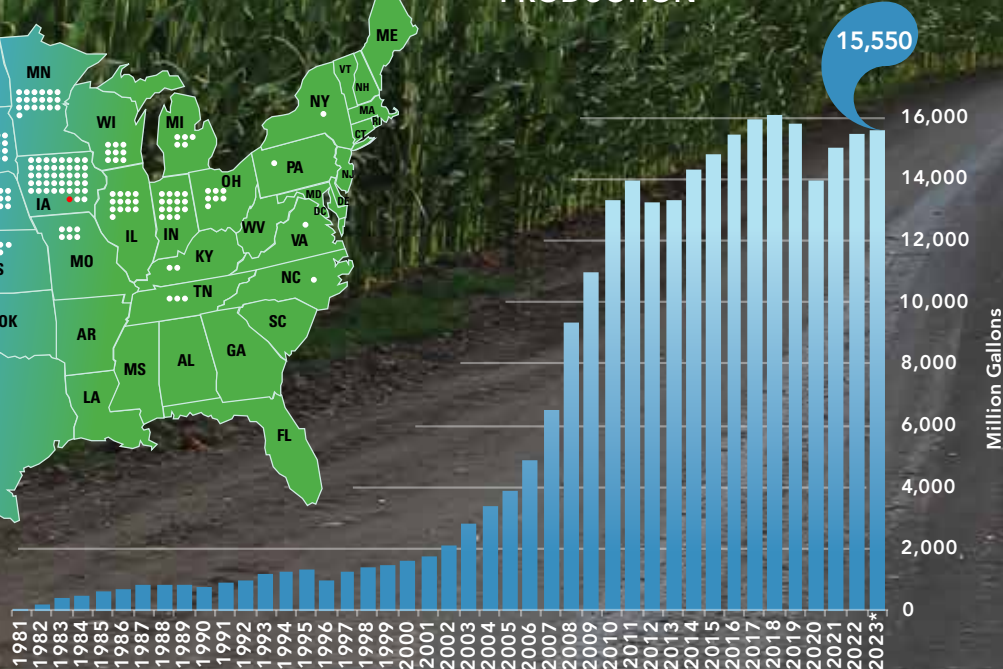 PRODUCTION
15,550
ME
VT
NH
NY
MA
RI
CT
MN
WI
MI
PA
NJ
OH
MD
DE
DC
IA
IL
IN
WV
VA
S
MO
KY
NC
TN
OK
AR
SC
MS
AL
GA
LA
FL
16,000
14,000
12,000
10,000
8,000
6,000
4,000
2,000
0
Million Gallons
1981
1982
1983
1984
1985
1986
1987
1988
1989
1990
1991
1992
1993
1994
1995
1996
1997
1998
1999
2000
2001
2002
2003
2004
2005
2006
2007
2008
2009
2010
2011
2012
2013
2014
2015
2016
2017
2018
2019
2020
2021
2022
2023*